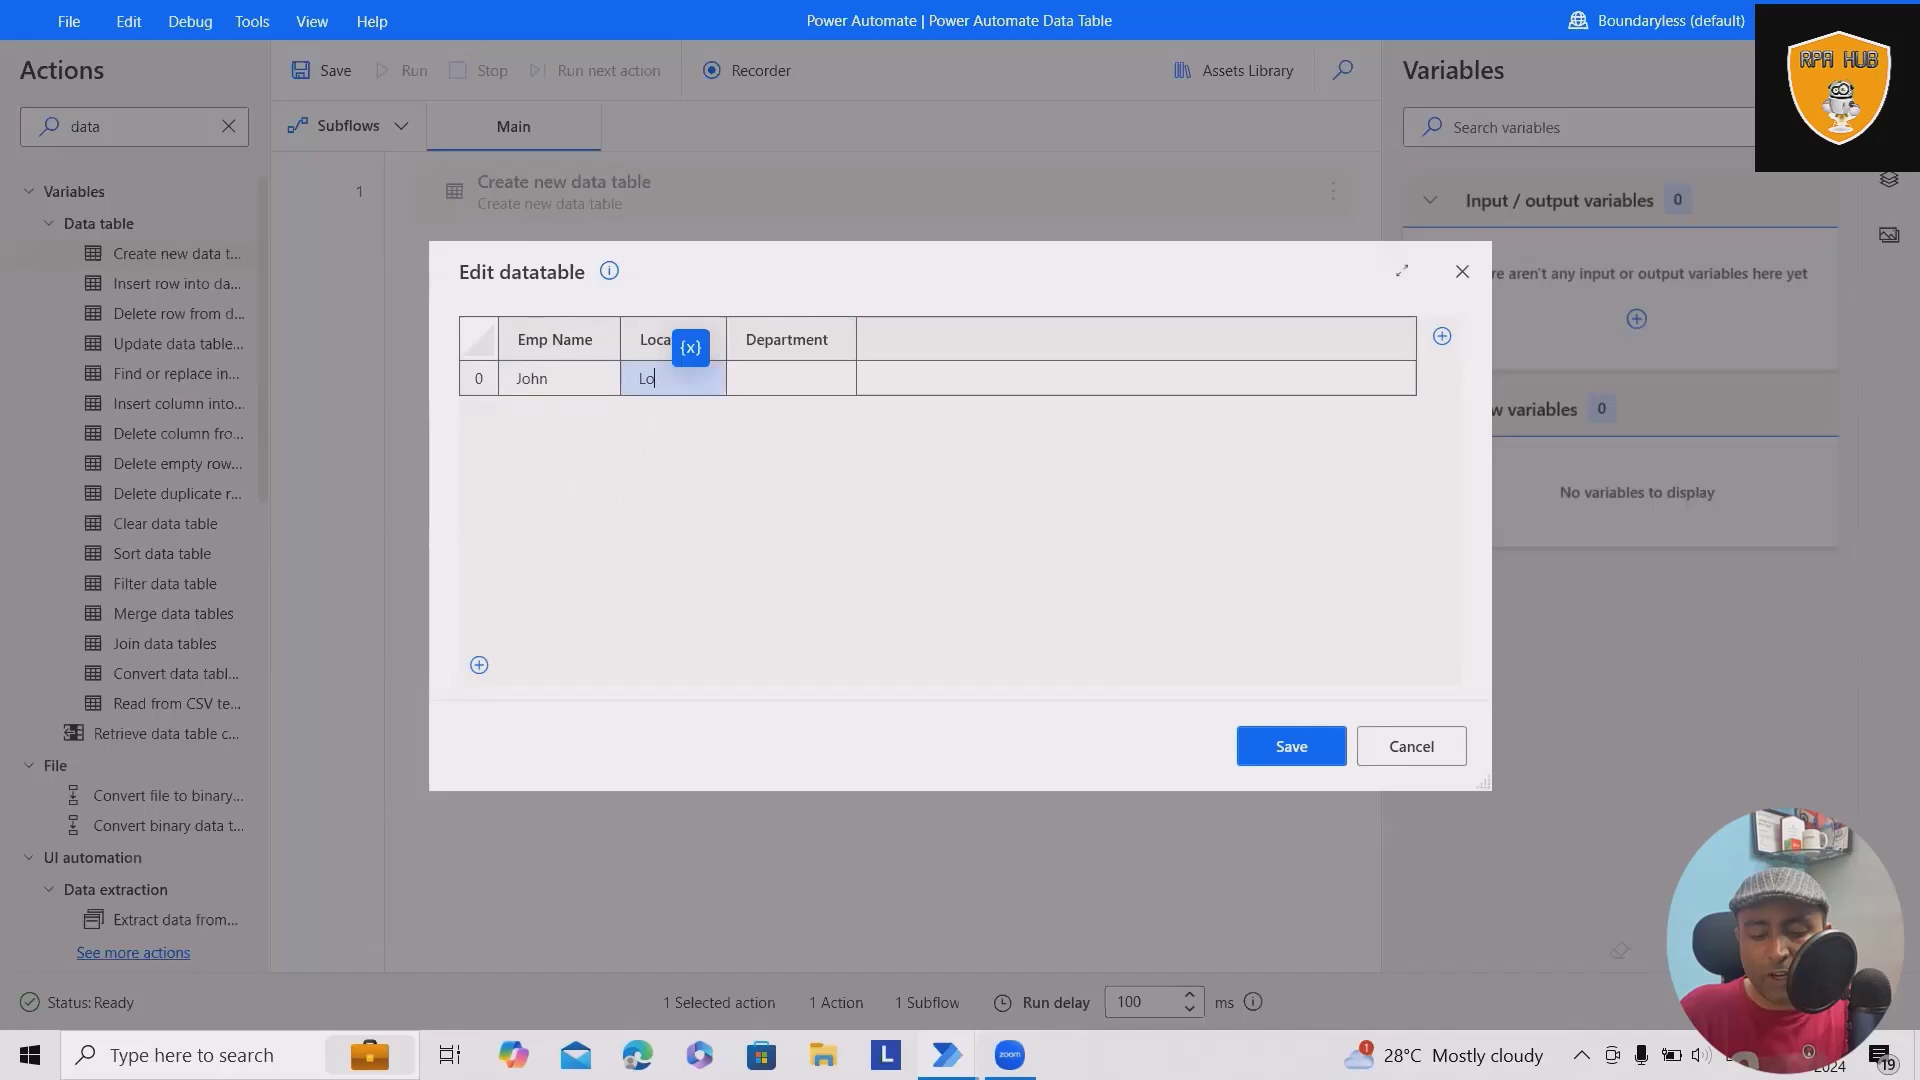 File Edit Debug Tools View Help
Power Automate | Power Automate Data Table
Boundaryless (default)
RPA HUB
Actions
Save Run Stop Run next action Recorder
Assets Library
Variables
data
Subflows
Main
Search variables
Variables
Data table
Create new data t...
Insert row into da...
Delete row from d...
Update data table...
Find or replace in...
Insert column into...
Delete column fro...
Delete empty row...
Delete duplicate r...
Clear data table
Sort data table
Filter data table
Merge data tables
Join data tables
Convert data tabl...
Read from CSV te...
Retrieve data table c...
File
Convert file to binary...
Convert binary data t...
UI automation
Data extraction
Extract data from...
See more actions
1
Create new data table
Create new data table
Input / output variables 0
re aren't any input or output variables here yet
w variables 0
No variables to display
Edit datatable
Emp Name Loca {x} Department
0 John Lo
Save Cancel
Status: Ready
1 Selected action 1 Action 1 Subflow Run delay 100 ms
Type here to search
L
zoom
1
28°C Mostly cloudy
2024
19